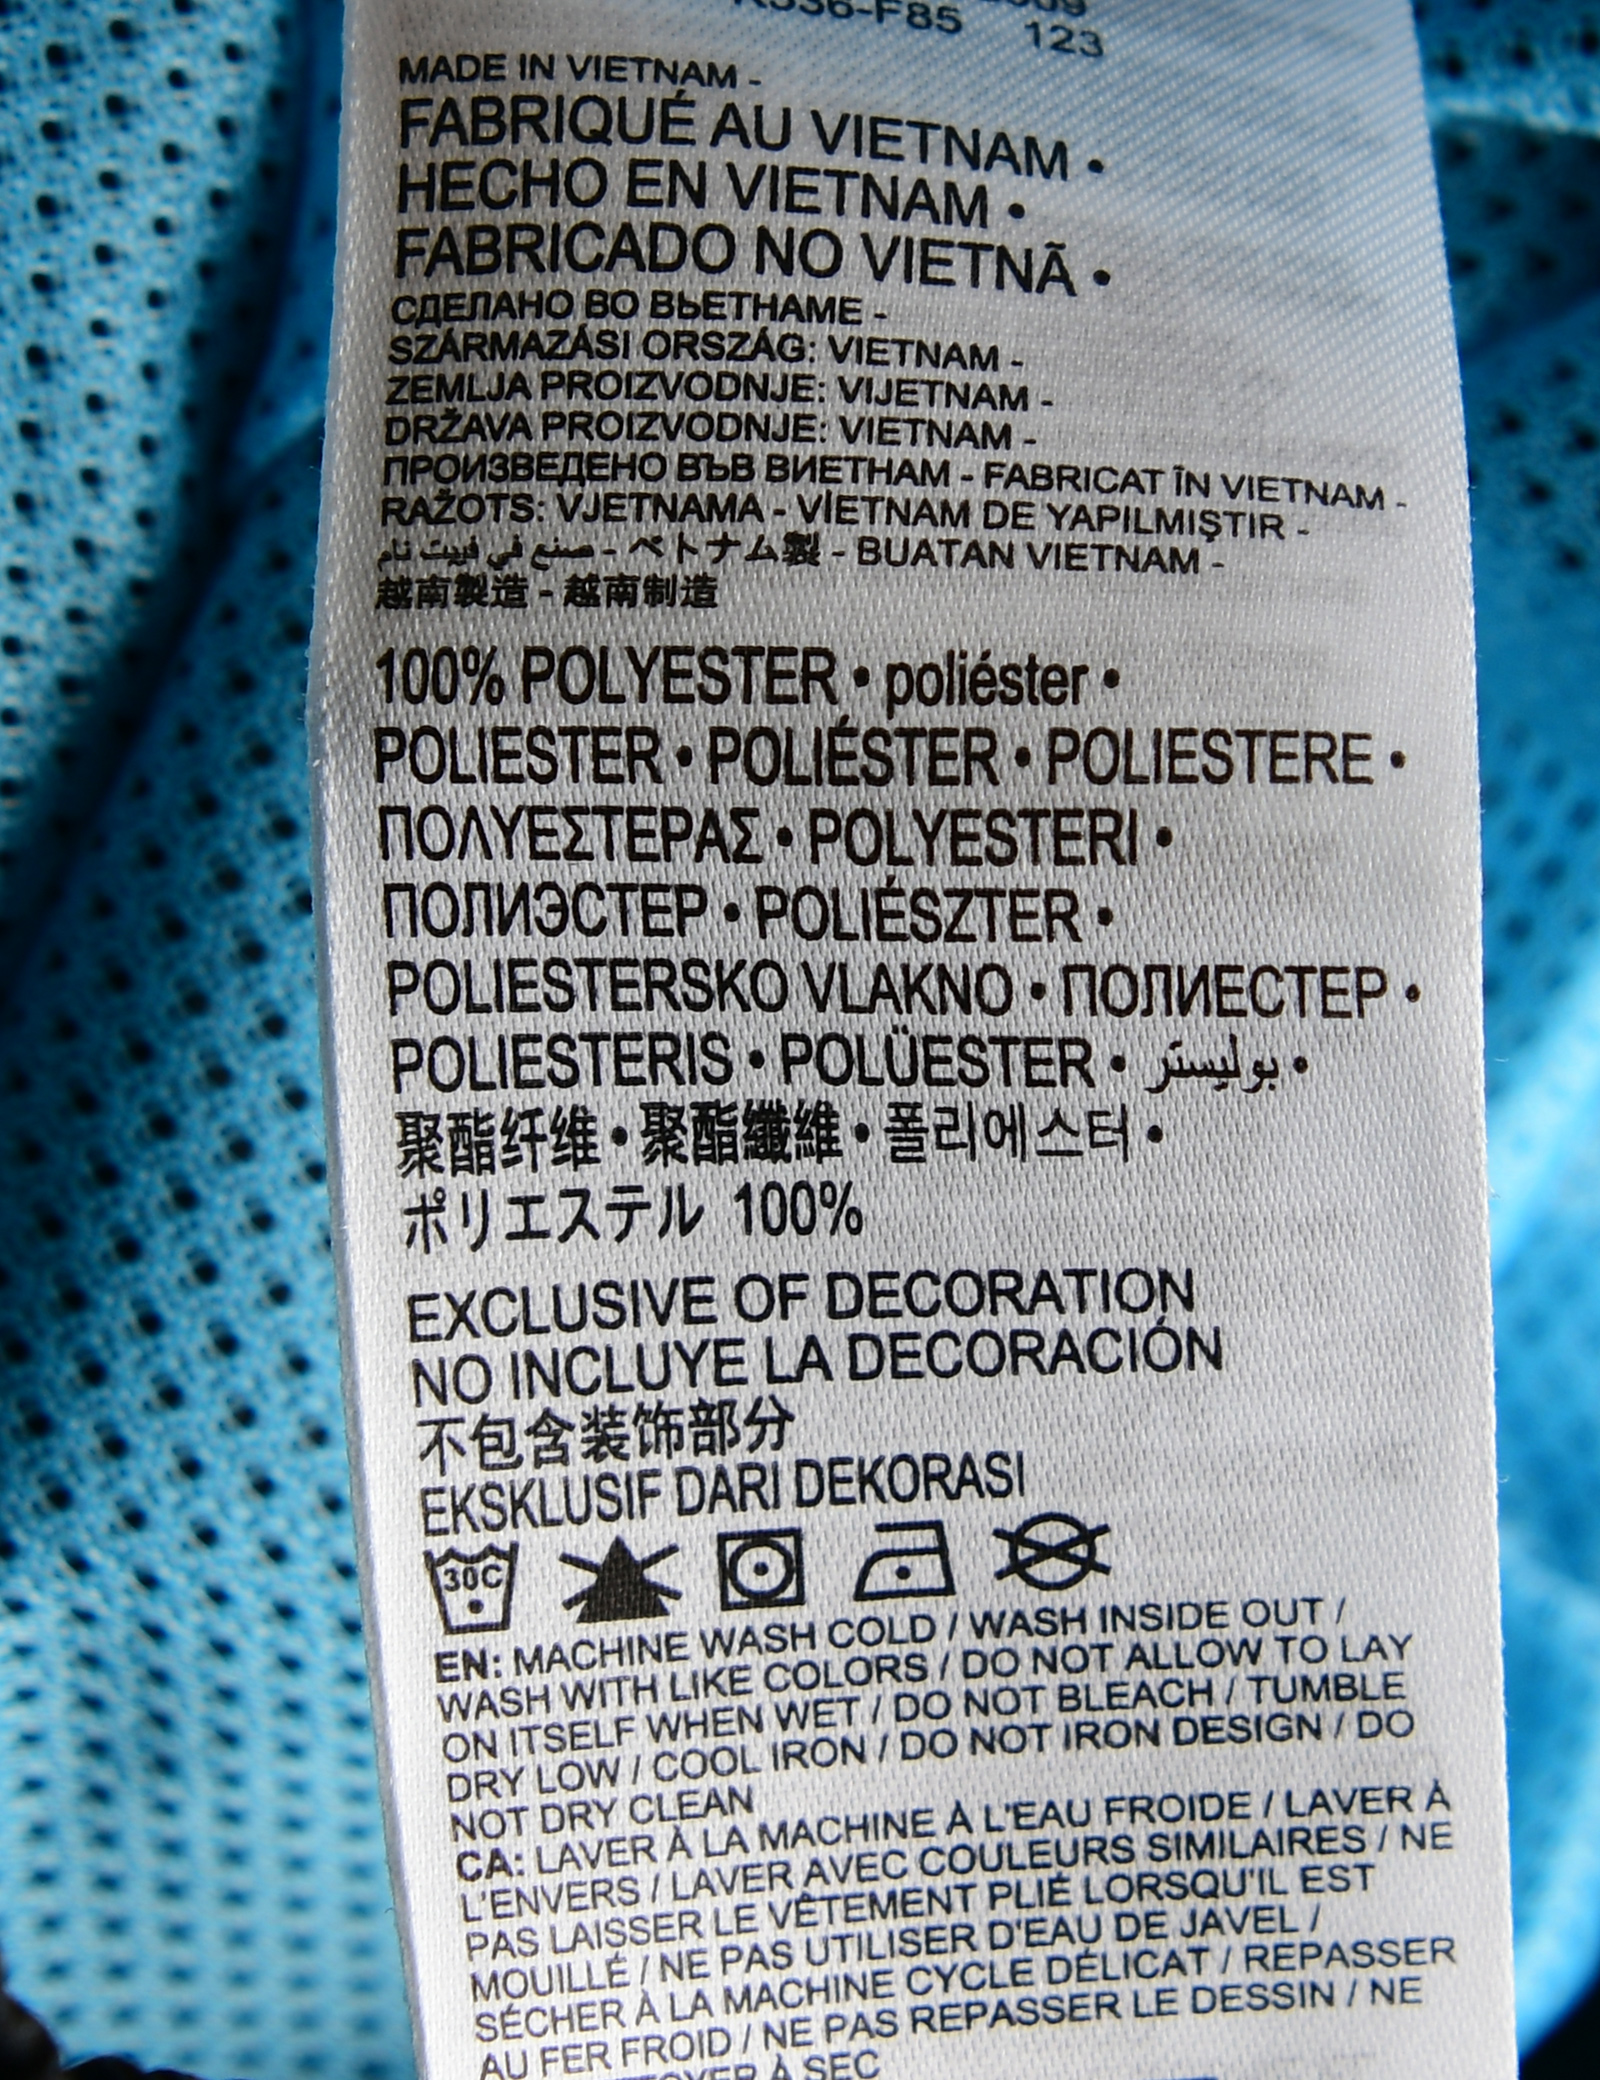 -F85 123
MADE IN VIETNAM -
FABRIQUÉ AU VIETNAM •
HECHO EN VIETNAM •
FABRICADO NO VIETNÃ •
СДЕЛАНО ВО ВЬЕТНАМЕ -
SZÁRMAZÁSI ORSZÁG: VIETNAM -
ZEMLJA PROIZVODNJE: VIJETNAM -
DRŽAVA PROIZVODNJE: VIETNAM -
ПРОИЗВЕДЕНО ВЪВ ВИЕТНАМ - FABRICAT ÎN VIETNAM -
RAŽOTS: VJETNAMA - VİETNAM DE YAPILMIŞTIR -
صنع في فييت نام - ベトナム製 - BUATAN VIETNAM -
越南製造 - 越南制造
100% POLYESTER • poliéster •
POLIESTER • POLIÉSTER • POLIESTERE •
ΠΟΛΥΕΣΤΕΡΑΣ • POLYESTERI •
ПОЛИЭСТЕР • POLIÉSZTER •
POLIESTERSKO VLAKNO • ПОЛИЕСТЕР •
POLIESTERIS • POLÜESTER • بوليستر •
聚酯纤维 • 聚酯纖維 • 폴리에스터 •
ポリエステル 100%
EXCLUSIVE OF DECORATION
NO INCLUYE LA DECORACIÓN
不包含装饰部分
EKSKLUSIF DARI DEKORASI
30C
EN: MACHINE WASH COLD / WASH INSIDE OUT /
WASH WITH LIKE COLORS / DO NOT ALLOW TO LAY
ON ITSELF WHEN WET / DO NOT BLEACH / TUMBLE
DRY LOW / COOL IRON / DO NOT IRON DESIGN / DO
NOT DRY CLEAN
CA: LAVER À LA MACHINE À L'EAU FROIDE / LAVER À
L'ENVERS / LAVER AVEC COULEURS SIMILAIRES / NE
PAS LAISSER LE VÊTEMENT PLIÉ LORSQU'IL EST
MOUILLÉ / NE PAS UTILISER D'EAU DE JAVEL /
SÉCHER À LA MACHINE CYCLE DÉLICAT / REPASSER
AU FER FROID / NE PAS REPASSER LE DESSIN / NE
À SEC